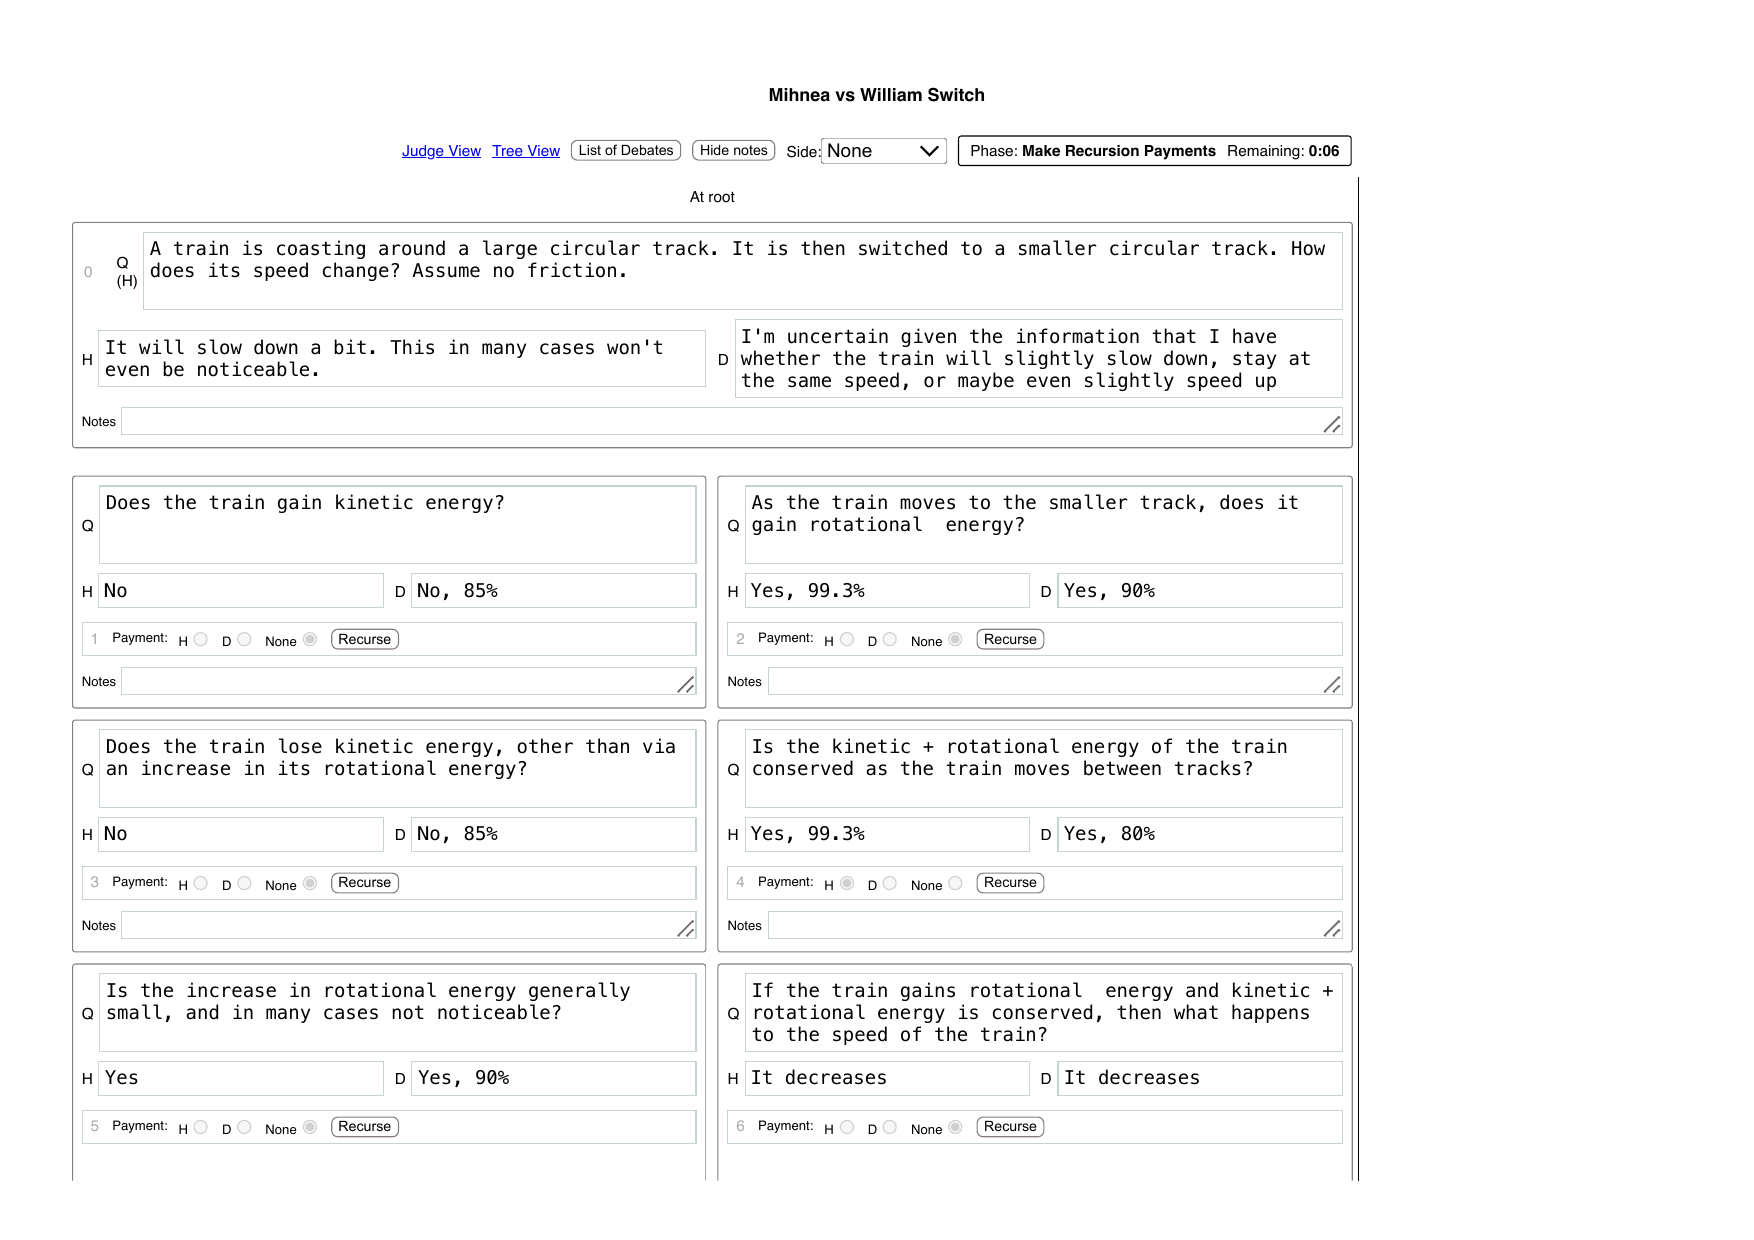 Mihnea vs William Switch
Judge View Tree View List of Debates Hide notes Side: None Phase: Make Recursion Payments Remaining: 0:06
At root
0 Q (H) A train is coasting around a large circular track. It is then switched to a smaller circular track. How
does its speed change? Assume no friction.
H It will slow down a bit. This in many cases won't
even be noticeable.
D I'm uncertain given the information that I have
whether the train will slightly slow down, stay at
the same speed, or maybe even slightly speed up
Notes
Q Does the train gain kinetic energy?
H No D No, 85%
1 Payment: H D None Recurse
Notes
Q As the train moves to the smaller track, does it
gain rotational  energy?
H Yes, 99.3% D Yes, 90%
2 Payment: H D None Recurse
Notes
Q Does the train lose kinetic energy, other than via
an increase in its rotational energy?
H No D No, 85%
3 Payment: H D None Recurse
Notes
Q Is the kinetic + rotational energy of the train
conserved as the train moves between tracks?
H Yes, 99.3% D Yes, 80%
4 Payment: H D None Recurse
Notes
Q Is the increase in rotational energy generally
small, and in many cases not noticeable?
H Yes D Yes, 90%
5 Payment: H D None Recurse
Q If the train gains rotational  energy and kinetic +
rotational energy is conserved, then what happens
to the speed of the train?
H It decreases D It decreases
6 Payment: H D None Recurse